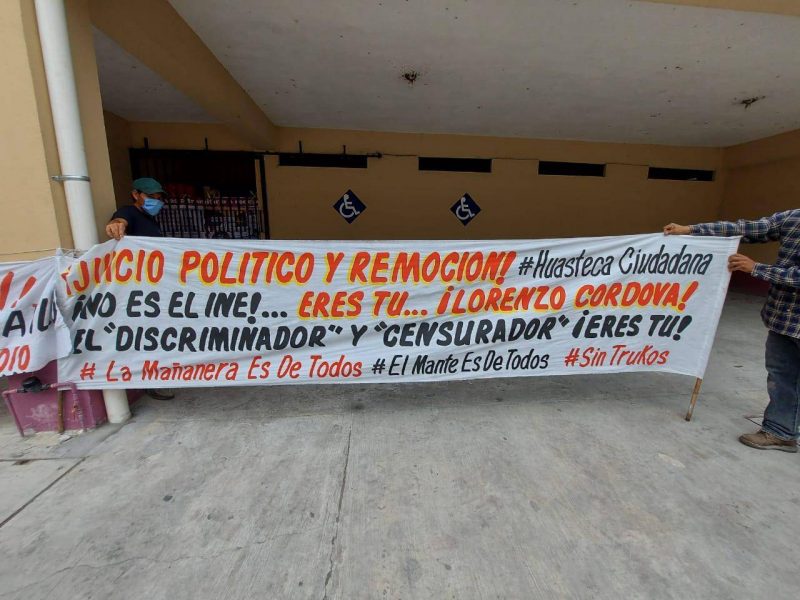 ¡JUICIO POLITICO Y REMOCION! #Huasteca Ciudadana
¡NO ES EL INE!... ERES TU... ¡LORENZO CORDOVA!
EL "DISCRIMINADOR" Y "CENSURADOR" ¡ERES TU!
# La Mañanera Es De Todos # El Mante Es De Todos # Sin TruKos